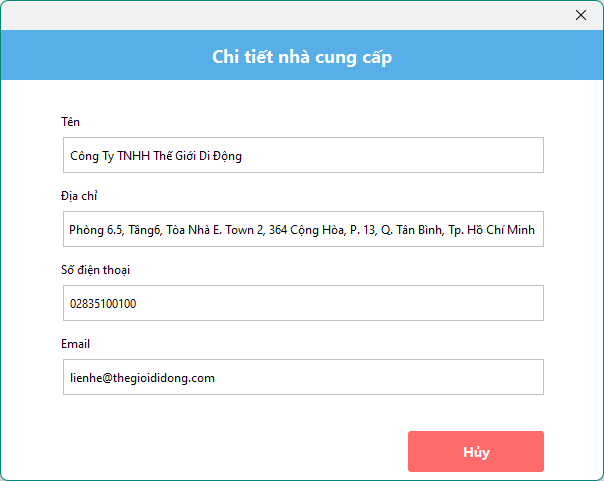 Chi tiết nhà cung cấp
Tên
Công Ty TNHH Thế Giới Di Động
Địa chỉ
Phòng 6.5, Tầng6, Tòa Nhà E. Town 2, 364 Cộng Hòa, P. 13, Q. Tân Bình, Tp. Hồ Chí Minh
Số điện thoại
02835100100
Email
lienhe@thegioididong.com
Hủy